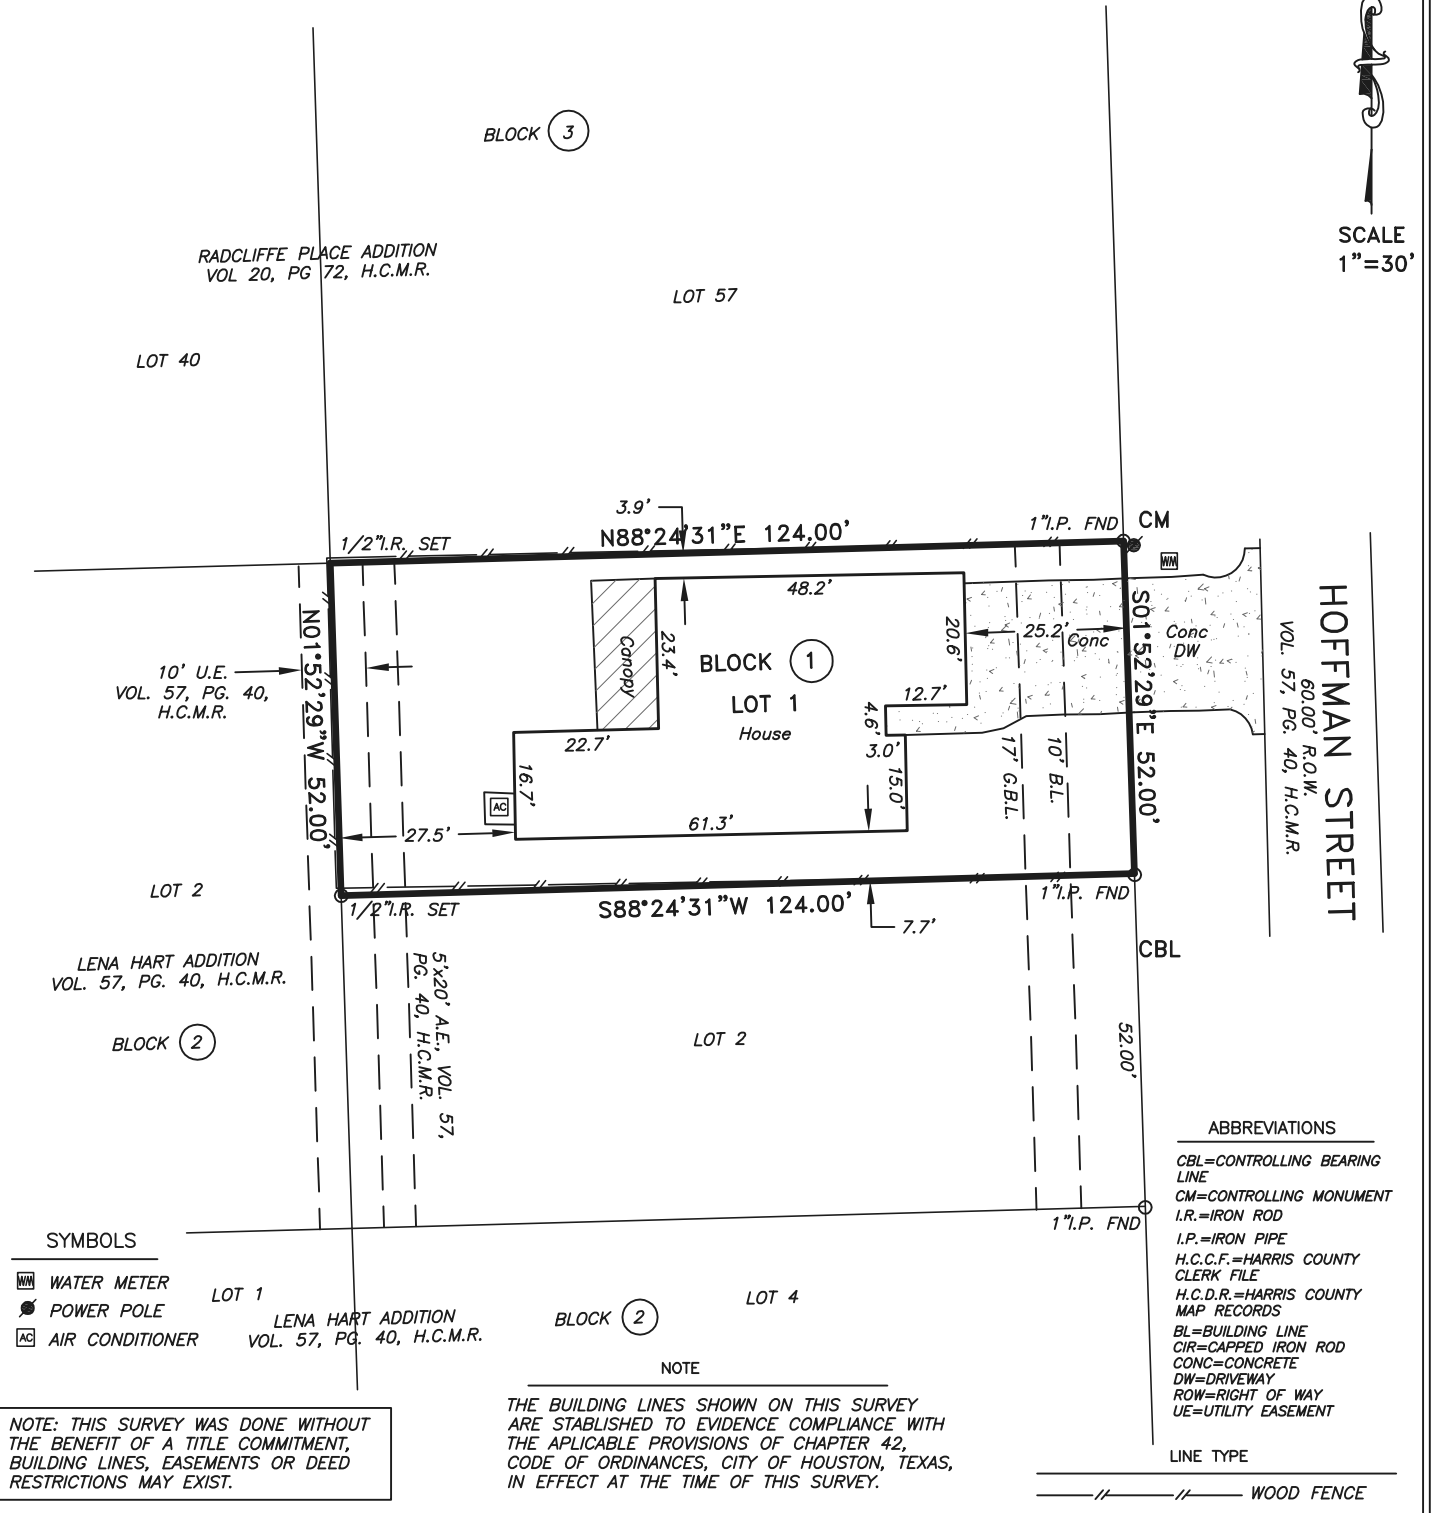 BLOCK 3
SCALE
1"=30'
RADCLIFFE PLACE ADDITION
VOL 20, PG 72, H.C.M.R.
LOT 57
LOT 40
3.9'
1/2"I.R. SET
N88°24'31"E 124.00'
1"I.P. FND
CM
WM
48.2'
N01°52'29"W 52.00'
10' U.E.
VOL. 57, PG. 40,
H.C.M.R.
Canopy
23.4'
BLOCK 1
LOT 1
House
20.6'
25.2'
Conc
S01°52'29"E 52.00'
Conc
DW
HOFFMAN STREET
60.00' R.O.W.
VOL. 57, PG. 40, H.C.M.R.
12.7'
4.6'
3.0'
15.0'
22.7'
16.7'
AC
17' G.B.L.
10' B.L.
27.5'
61.3'
LOT 2
1/2"I.R. SET
S88°24'31"W 124.00'
1"I.P. FND
7.7'
CBL
LENA HART ADDITION
VOL. 57, PG. 40, H.C.M.R.
BLOCK 2
5'x20' A.E., VOL. 57,
PG. 40, H.C.M.R.
LOT 2
52.00'
1"I.P. FND
ABBREVIATIONS
CBL=CONTROLLING BEARING
LINE
CM=CONTROLLING MONUMENT
I.R.=IRON ROD
I.P.=IRON PIPE
H.C.C.F.=HARRIS COUNTY
CLERK FILE
H.C.D.R.=HARRIS COUNTY
MAP RECORDS
BL=BUILDING LINE
CIR=CAPPED IRON ROD
CONC=CONCRETE
DW=DRIVEWAY
ROW=RIGHT OF WAY
UE=UTILITY EASEMENT
LINE TYPE
WOOD FENCE
SYMBOLS
WM WATER METER
POWER POLE
AC AIR CONDITIONER
LOT 1
LENA HART ADDITION
VOL. 57, PG. 40, H.C.M.R.
BLOCK 2
LOT 4
NOTE: THIS SURVEY WAS DONE WITHOUT
THE BENEFIT OF A TITLE COMMITMENT,
BUILDING LINES, EASEMENTS OR DEED
RESTRICTIONS MAY EXIST.
NOTE
THE BUILDING LINES SHOWN ON THIS SURVEY
ARE STABLISHED TO EVIDENCE COMPLIANCE WITH
THE APLICABLE PROVISIONS OF CHAPTER 42,
CODE OF ORDINANCES, CITY OF HOUSTON, TEXAS,
IN EFFECT AT THE TIME OF THIS SURVEY.